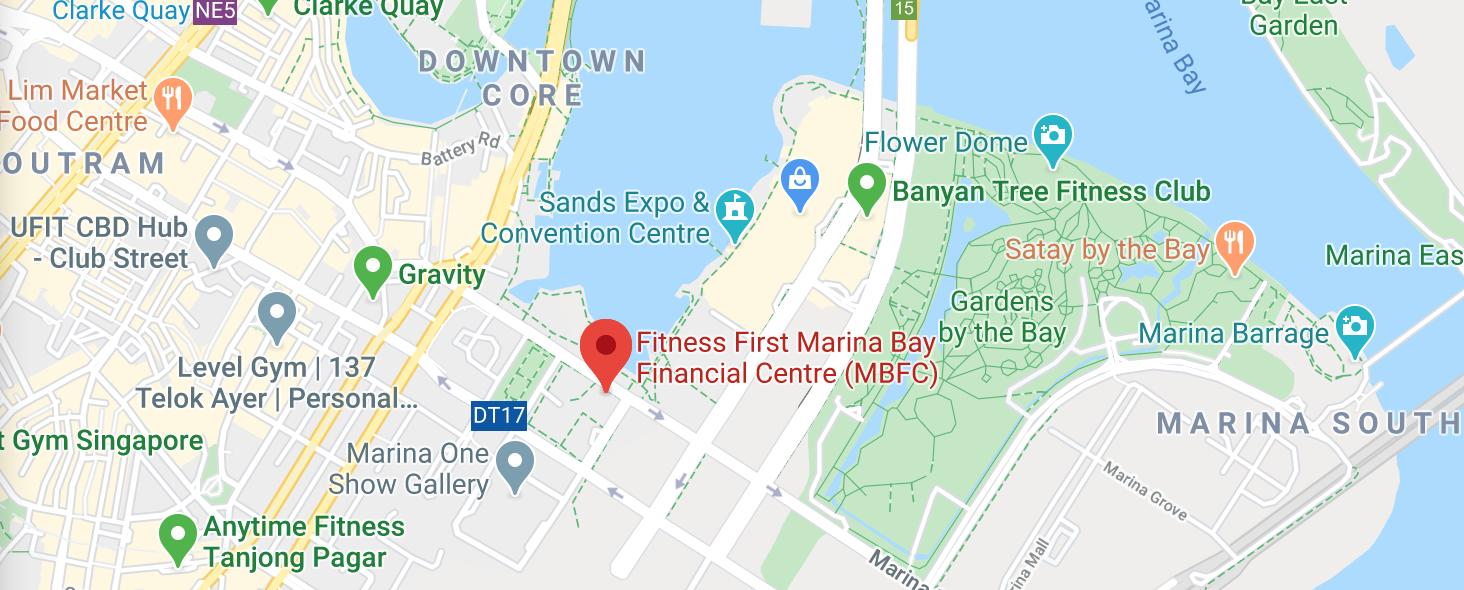 Clarke Quay NE5
Clarke Quay
15
Bay East
Garden
DOWNTOWN
CORE
Marina Bay
Lim Market
Food Centre
OUTRAM
Battery Rd
Flower Dome
Banyan Tree Fitness Club
Sands Expo &
Convention Centre
UFIT CBD Hub
- Club Street
Gravity
Satay by the Bay
Marina Eas
Gardens
by the Bay
Marina Barrage
Fitness First Marina Bay
Financial Centre (MBFC)
Level Gym | 137
Telok Ayer | Personal...
DT17
MARINA SOUTH
t Gym Singapore
Marina One
Show Gallery
Marina Grove
Anytime Fitness
Tanjong Pagar
Marina
rina Mall